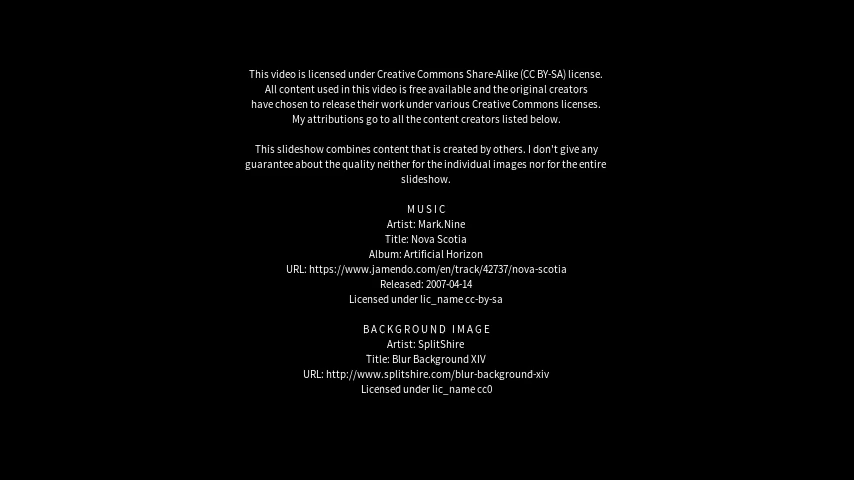 This video is licensed under Creative Commons Share-Alike (CC BY-SA) license.
All content used in this video is free available and the original creators
have chosen to release their work under various Creative Commons licenses.
My attributions go to all the content creators listed below.
This slideshow combines content that is created by others. I don't give any
guarantee about the quality neither for the individual images nor for the entire
slideshow.
MUSIC
Artist: Mark.Nine
Title: Nova Scotia
Album: Artificial Horizon
URL: https://www.jamendo.com/en/track/42737/nova-scotia
Released: 2007-04-14
Licensed under lic_name cc-by-sa
BACKGROUND IMAGE
Artist: SplitShire
Title: Blur Background XIV
URL: http://www.splitshire.com/blur-background-xiv
Licensed under lic_name cc0